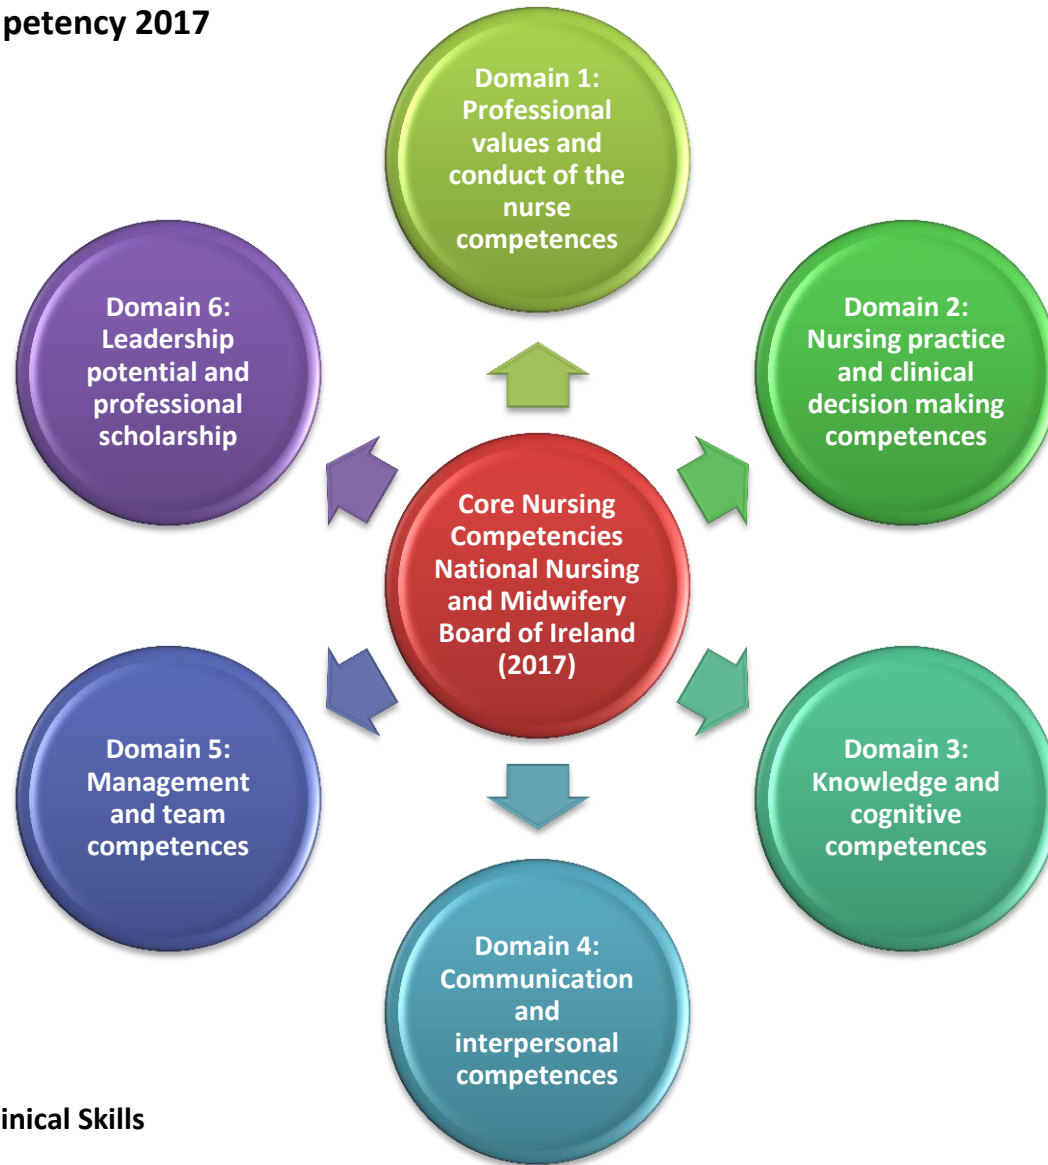 petency 2017
Domain 1:
Professional
values and
conduct of the
nurse
competences
Domain 2:
Nursing practice
and clinical
decision making
competences
Domain 3:
Knowledge and
cognitive
competences
Domain 4:
Communication
and
interpersonal
competences
Domain 5:
Management
and team
competences
Domain 6:
Leadership
potential and
professional
scholarship
Core Nursing
Competencies
National Nursing
and Midwifery
Board of Ireland
(2017)
inical Skills